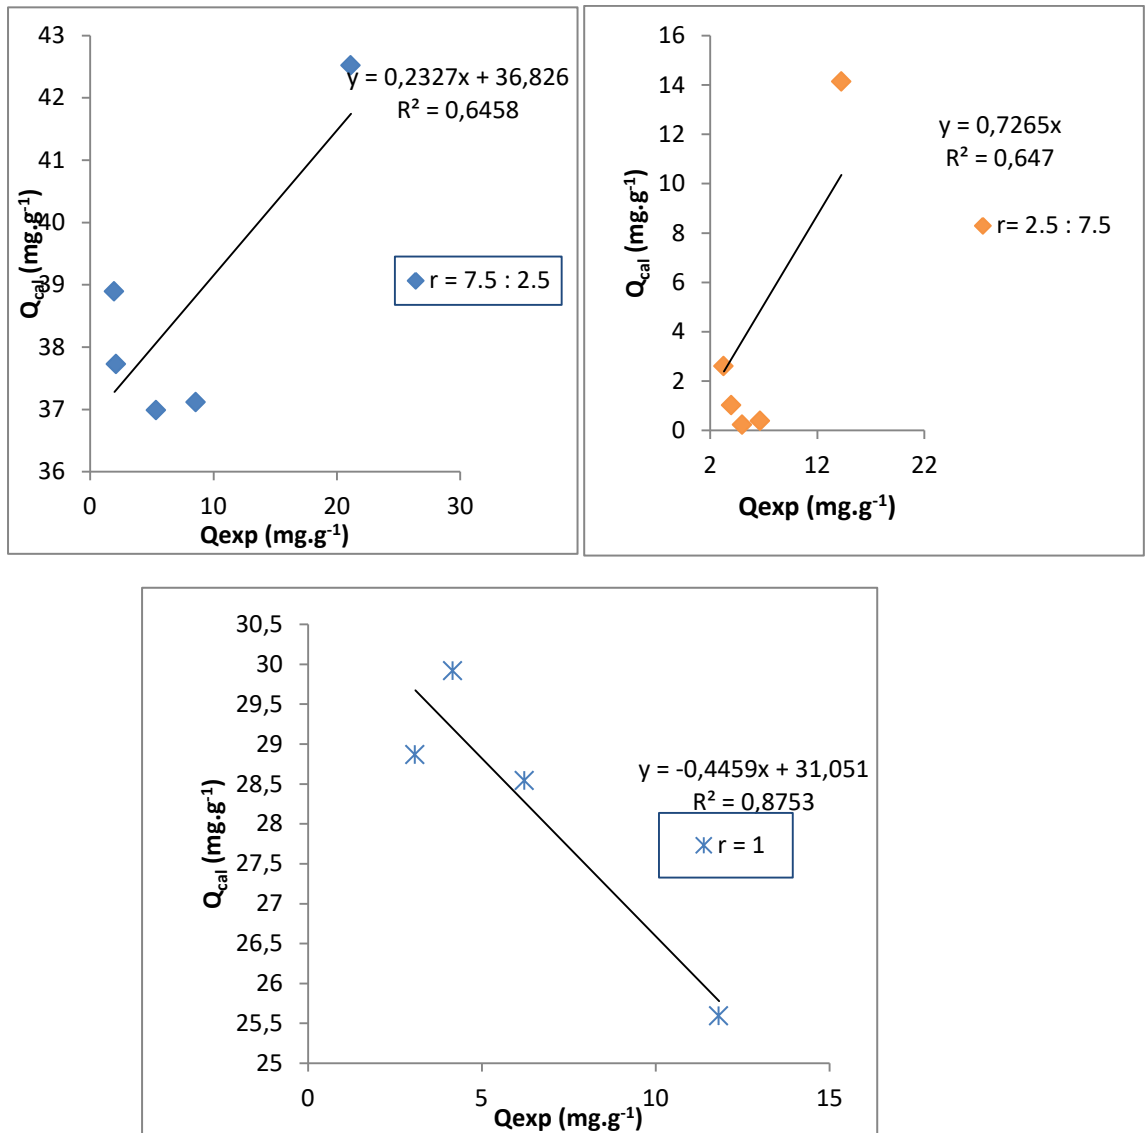 43
42
41
40
39
38
37
36
0
10
20
30
Q_cal (mg.g⁻¹)
Qexp (mg.g⁻¹)
y = 0,2327x + 36,826
R² = 0,6458
r = 7.5 : 2.5
16
14
12
10
8
6
4
2
0
2
12
22
Q_cal (mg.g⁻¹)
Qexp (mg.g⁻¹)
y = 0,7265x
R² = 0,647
r= 2.5 : 7.5
30,5
30
29,5
29
28,5
28
27,5
27
26,5
26
25,5
25
0
5
10
15
Q_cal (mg.g⁻¹)
Qexp (mg.g⁻¹)
y = -0,4459x + 31,051
R² = 0,8753
r = 1